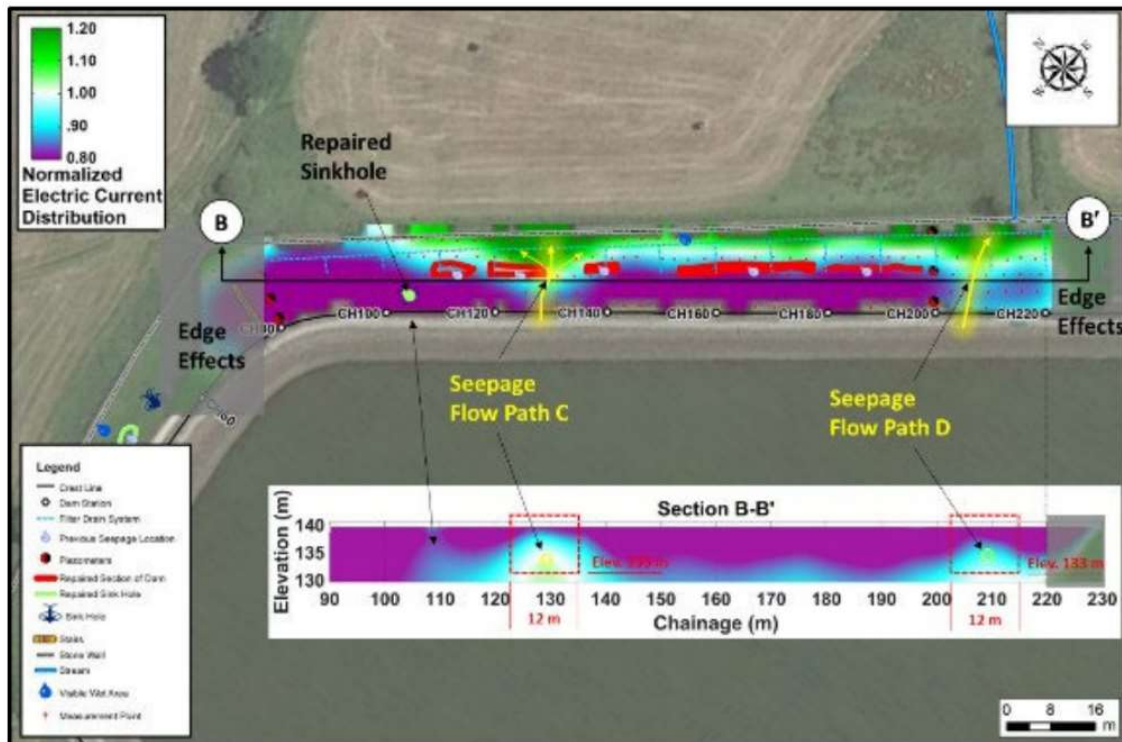 1.20
1.10
1.00
.90
0.80
Normalized
Electric Current
Distribution
N
E
S
Repaired
Sinkhole
B
B'
CH100
CH120
CH140
CH160
CH180
CH200
CH220
Edge
Effects
Edge
Effects
Seepage
Flow Path C
Seepage
Flow Path D
Legend
Crest Line
Dam Station
Filter Drain System
Previous Seepage Location
Piezometers
Repaired Section of Dam
Repaired Sink Hole
Sink Hole
Stairs
Stone Wall
Stream
Visible Wet Area
Measurement Point
Section B-B'
Elevation (m)
140
135
130
Elev. 133 m
90 100 110 120 130 140 150 160 170 180 190 200 210 220 230
12 m
Chainage (m)
12 m
0 8 16
m